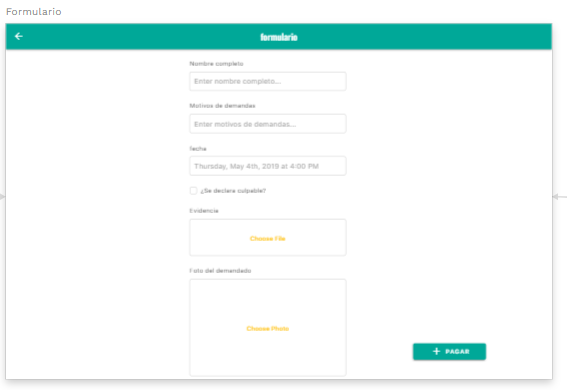 Formulario
formulario
Nombre completo
Enter nombre completo...
Motivos de demandas
Enter motivos de demandas...
fecha
Thursday, May 4th, 2019 at 4:00 PM
¿Se declara culpable?
Evidencia
Choose File
Foto del demandado
Choose Photo
+ PAGAR